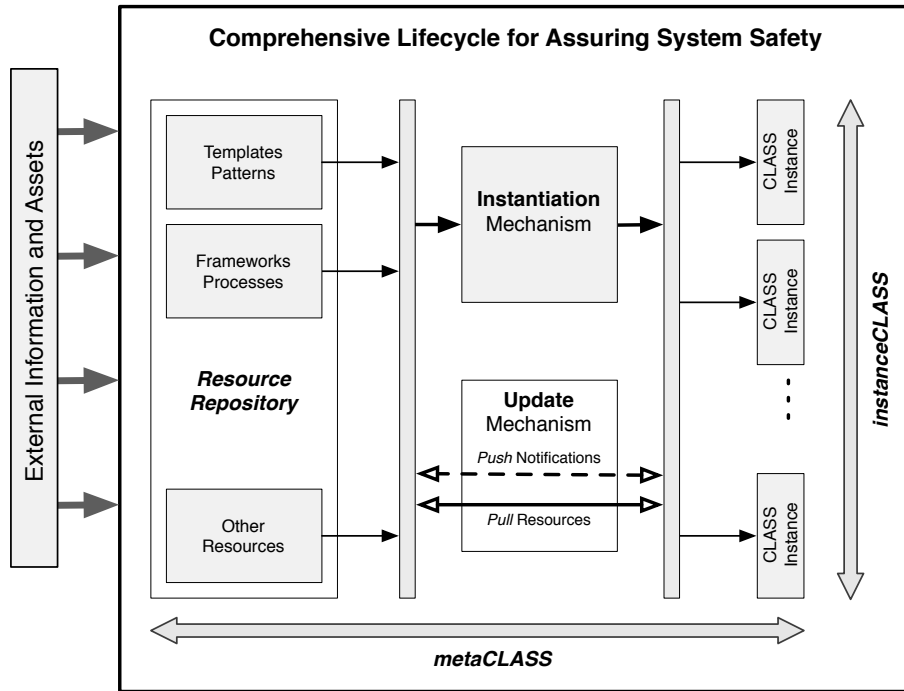 Comprehensive Lifecycle for Assuring System Safety
External Information and Assets
Templates
Patterns
Frameworks
Processes
Resource
Repository
Other
Resources
Instantiation
Mechanism
Update
Mechanism
Push Notifications
Pull Resources
CLASS
Instance
CLASS
Instance
CLASS
Instance
instanceCLASS
metaCLASS